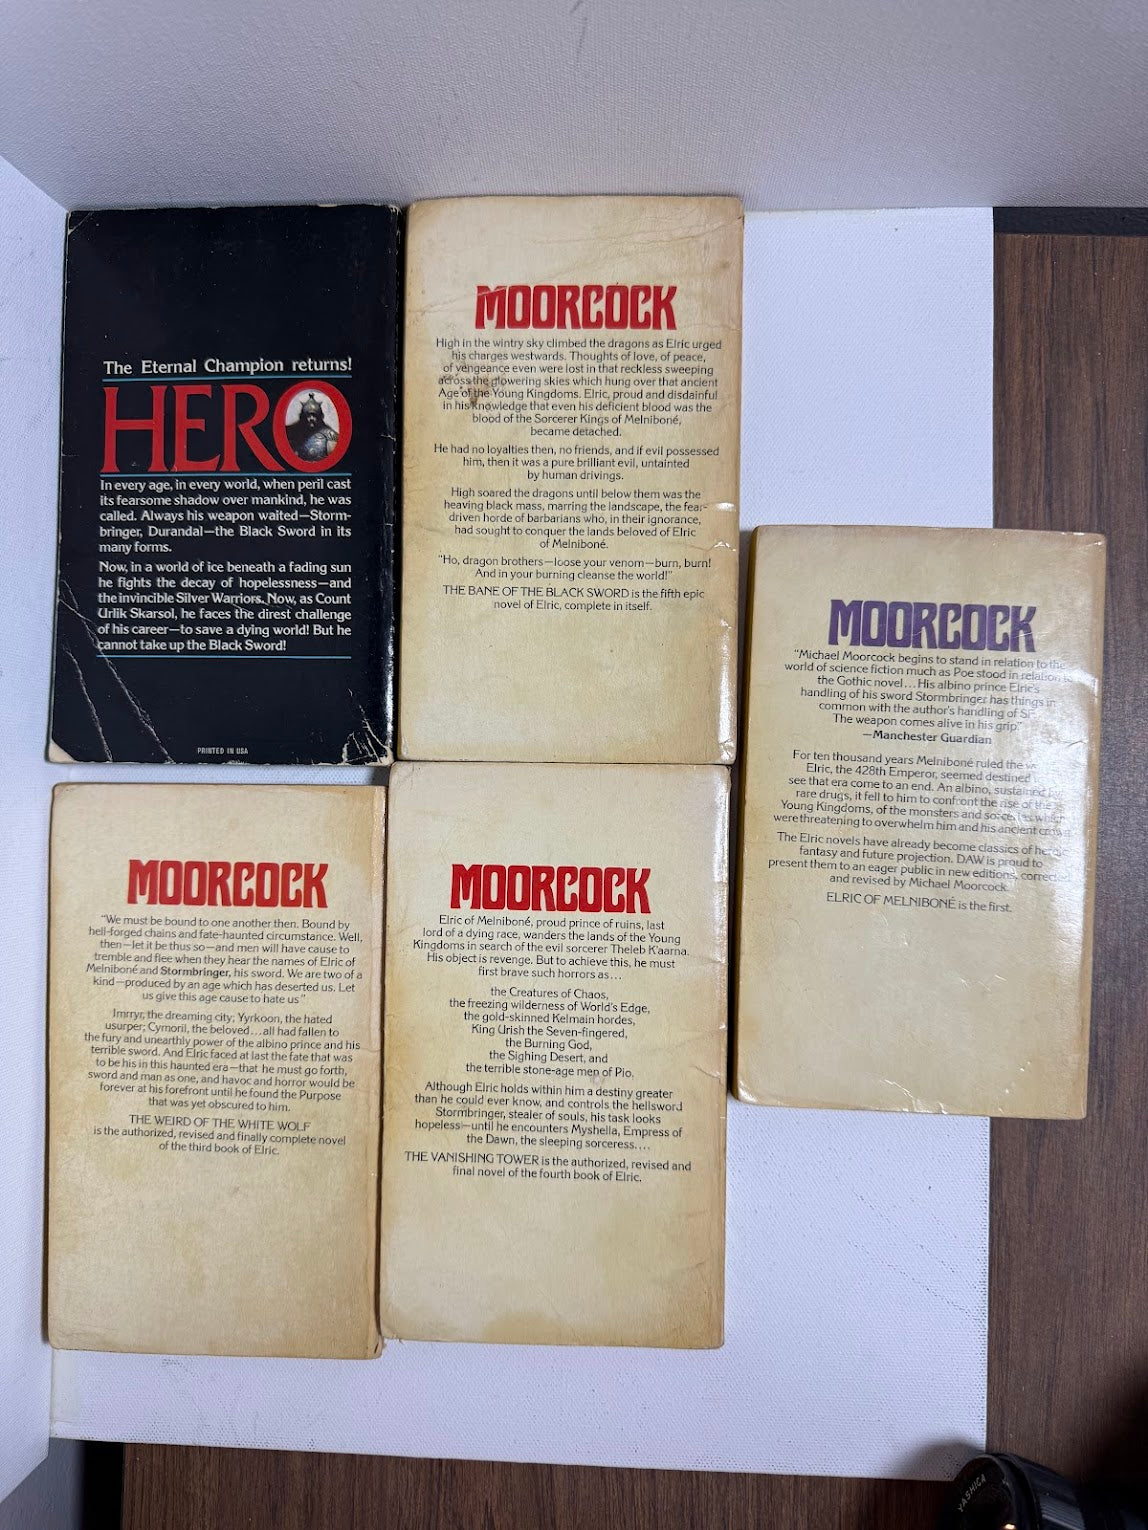 The Eternal Champion returns!
HERO
In every age, in every world, when peril cast
its fearsome shadow over mankind, he was
called. Always his weapon waited—Storm-
bringer, Durandal—the Black Sword in its
many forms.
Now, in a world of ice beneath a fading sun
he fights the decay of hopelessness—and
the invincible Silver Warriors. Now, as Count
Urlik Skarsol, he faces the direst challenge
of his career—to save a dying world! But he
cannot take up the Black Sword!
PRINTED IN USA
MOORCOCK
High in the wintry sky climbed the dragons as Elric urged
his charges westwards. Thoughts of love, of peace,
of vengeance even were lost in that reckless sweeping
across the glowering skies which hung over that ancient
Age of the Young Kingdoms. Elric, proud and disdainful
in his knowledge that even his deficient blood was the
blood of the Sorcerer Kings of Melniboné,
became detached.
He had no loyalties then, no friends, and if evil possessed
him, then it was a pure brilliant evil, untainted
by human drivings.
High soared the dragons until below them was the
heaving black mass, marring the landscape, the fear-
driven horde of barbarians who, in their ignorance,
had sought to conquer the lands beloved of Elric
of Melniboné.
"Ho, dragon brothers—loose your venom—burn, burn!
And in your burning cleanse the world!"
THE BANE OF THE BLACK SWORD is the fifth epic
novel of Elric, complete in itself.
MOORCOCK
"Michael Moorcock begins to stand in relation to the
world of science fiction much as Poe stood in relation to
the Gothic novel... His albino prince Elric's
handling of his sword Stormbringer has things in
common with the author's handling of SF.
The weapon comes alive in his grip."
—Manchester Guardian
For ten thousand years Melniboné ruled the
Elric, the 428th Emperor, seemed destined
see that era come to an end. An albino, sustained by
rare drugs, it fell to him to confront the rise of the
Young Kingdoms, of the monsters and which
were threatening to overwhelm him and his ancient
The Elric novels have already become classics of
fantasy and future projection. DAW is proud to
present them to an eager public in new editions, corrected
and revised by Michael Moorcock.
ELRIC OF MELNIBONÉ is the first.
MOORCOCK
"We must be bound to one another then. Bound by
hell-forged chains and fate-haunted circumstance. Well,
then—let it be thus so—and men will have cause to
tremble and flee when they hear the names of Elric of
Melniboné and Stormbringer, his sword. We are two of a
kind—produced by an age which has deserted us. Let
us give this age cause to hate us"
Imrryr, the dreaming city; Yyrkoon, the hated
usurper; Cymoril, the beloved... all had fallen to
the fury and unearthly power of the albino prince and his
terrible sword. And Elric faced at last the fate that was
to be his in this haunted era—that he must go forth,
sword and man as one, and havoc and horror would be
forever at his forefront until he found the Purpose
that was yet obscured to him.
THE WEIRD OF THE WHITE WOLF
is the authorized, revised and finally complete novel
of the third book of Elric.
MOORCOCK
Elric of Melniboné, proud prince of ruins, last
lord of a dying race, wanders the lands of the Young
Kingdoms in search of the evil sorcerer Theleb K'aarna.
His object is revenge. But to achieve this, he must
first brave such horrors as...
the Creatures of Chaos,
the freezing wilderness of World's Edge,
the gold-skinned Kelmain hordes,
King Urish the Seven-fingered,
the Burning God,
the Sighing Desert, and
the terrible stone-age men of Pio.
Although Elric holds within him a destiny greater
than he could ever know, and controls the hellsword
Stormbringer, stealer of souls, his task looks
hopeless—until he encounters Myshella, Empress of
the Dawn, the sleeping sorceress....
THE VANISHING TOWER is the authorized, revised and
final novel of the fourth book of Elric.
YASHICA